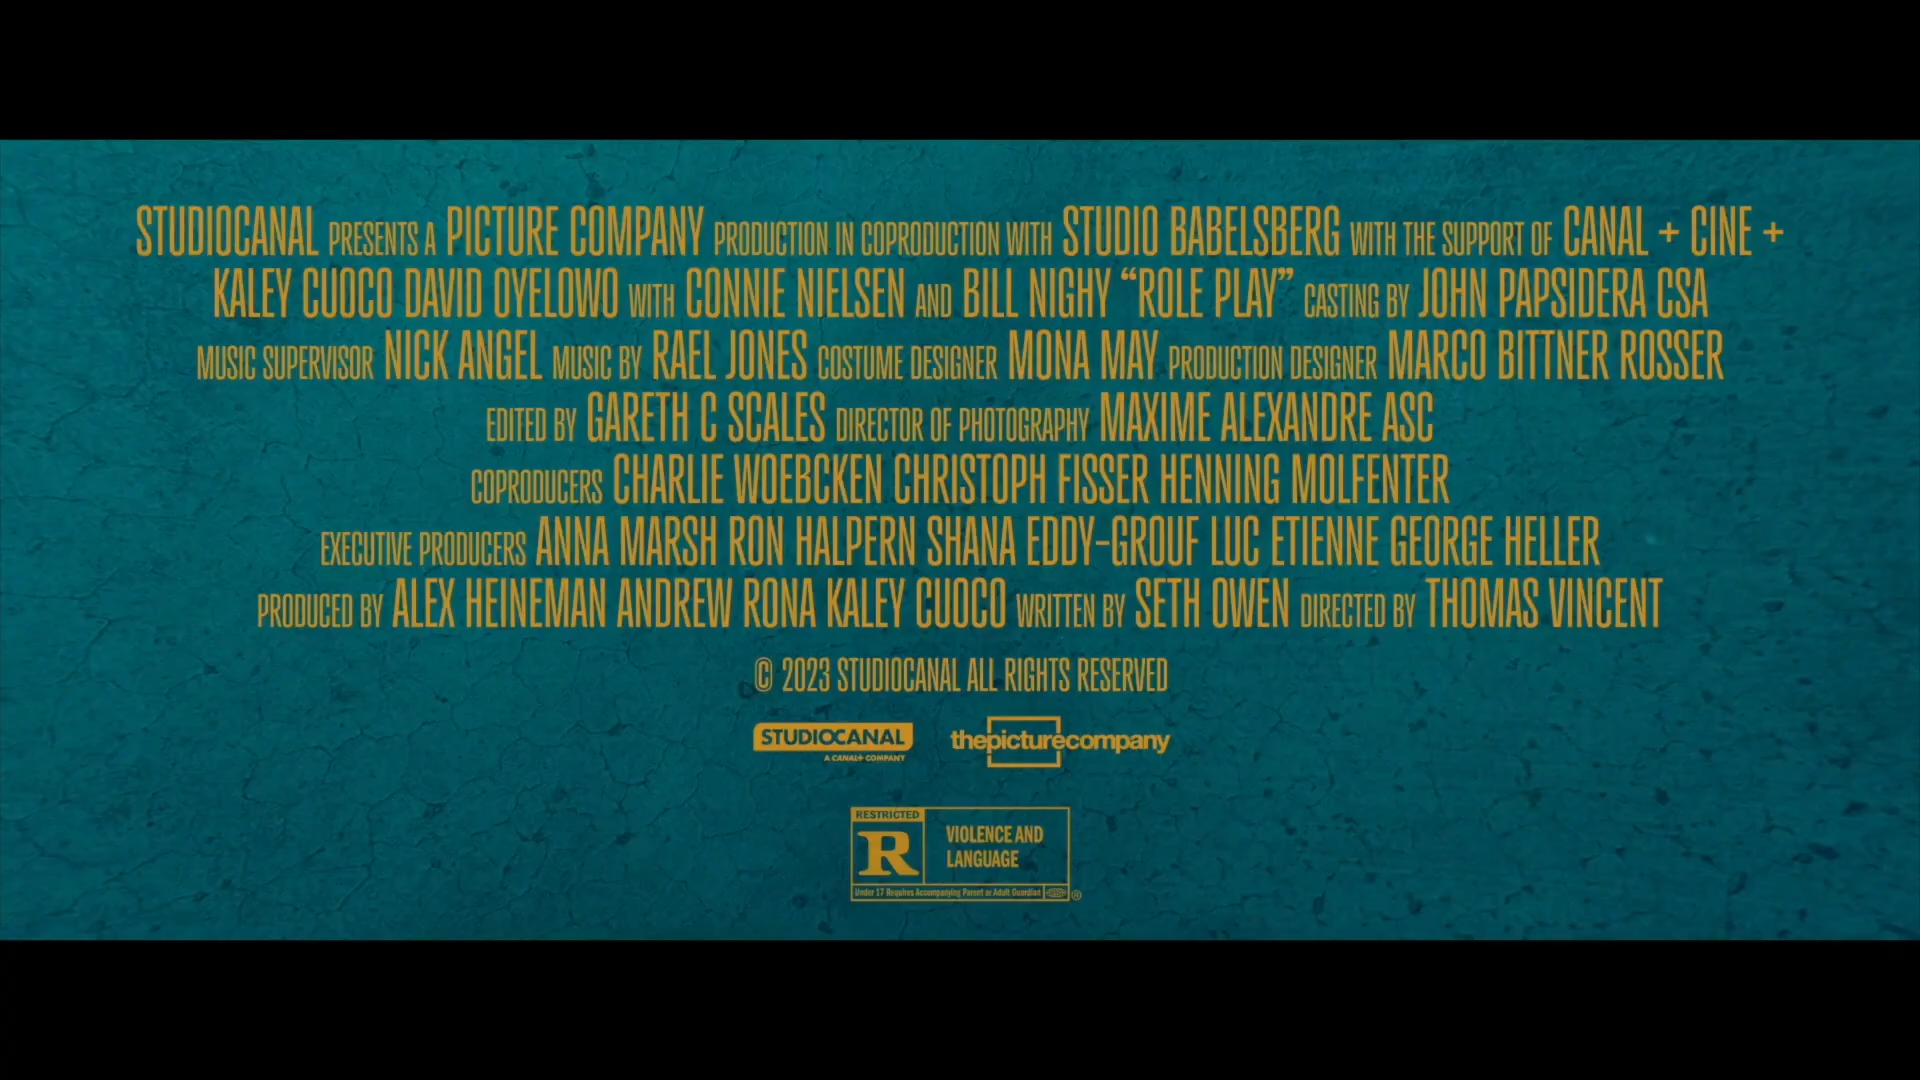 STUDIOCANAL PRESENTS A PICTURE COMPANY PRODUCTION IN COPRODUCTION WITH STUDIO BABELSBERG WITH THE SUPPORT OF CANAL + CINE +
KALEY CUOCO DAVID OYELOWO WITH CONNIE NIELSEN AND BILL NIGHY “ROLE PLAY” CASTING BY JOHN PAPSIDERA CSA
MUSIC SUPERVISOR NICK ANGEL MUSIC BY RAEL JONES COSTUME DESIGNER MONA MAY PRODUCTION DESIGNER MARCO BITTNER ROSSER
EDITED BY GARETH C SCALES DIRECTOR OF PHOTOGRAPHY MAXIME ALEXANDRE ASC
COPRODUCERS CHARLIE WOEBCKEN CHRISTOPH FISSER HENNING MOLFENTER
EXECUTIVE PRODUCERS ANNA MARSH RON HALPERN SHANA EDDY-GROUF LUC ETIENNE GEORGE HELLER
PRODUCED BY ALEX HEINEMAN ANDREW RONA KALEY CUOCO WRITTEN BY SETH OWEN DIRECTED BY THOMAS VINCENT
© 2023 STUDIOCANAL ALL RIGHTS RESERVED
STUDIOCANAL
A CANAL+ COMPANY
thepicturecompany
RESTRICTED
R
VIOLENCE AND
LANGUAGE
Under 17 Requires Accompanying Parent or Adult Guardian ®